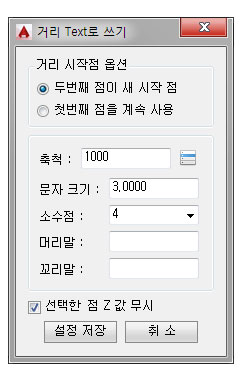 거리 Text로 쓰기
거리 시작점 옵션
두번째 점이 새 시작 점
첫번째 점을 계속 사용
축척 : 1000
문자 크기 : 3,0000
소수점 : 4
머리말 :
꼬리말 :
선택한 점 Z 값 무시
설정 저장 취 소